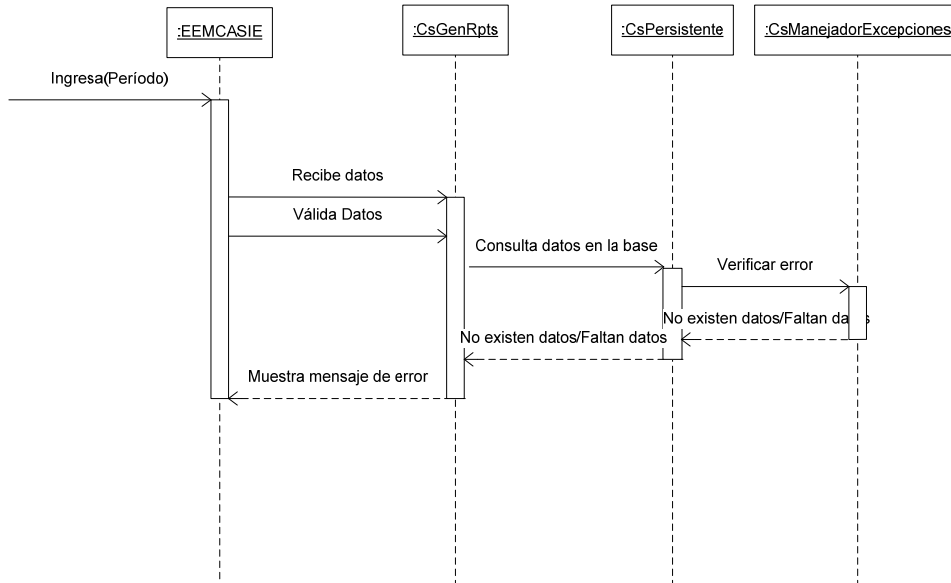 :EEMCASIE
:CsGenRpts
:CsPersistente
:CsManejadorExcepciones
Ingresa(Período)
Recibe datos
Válida Datos
Consulta datos en la base
Verificar error
No existen datos/Faltan datos
No existen datos/Faltan datos
Muestra mensaje de error